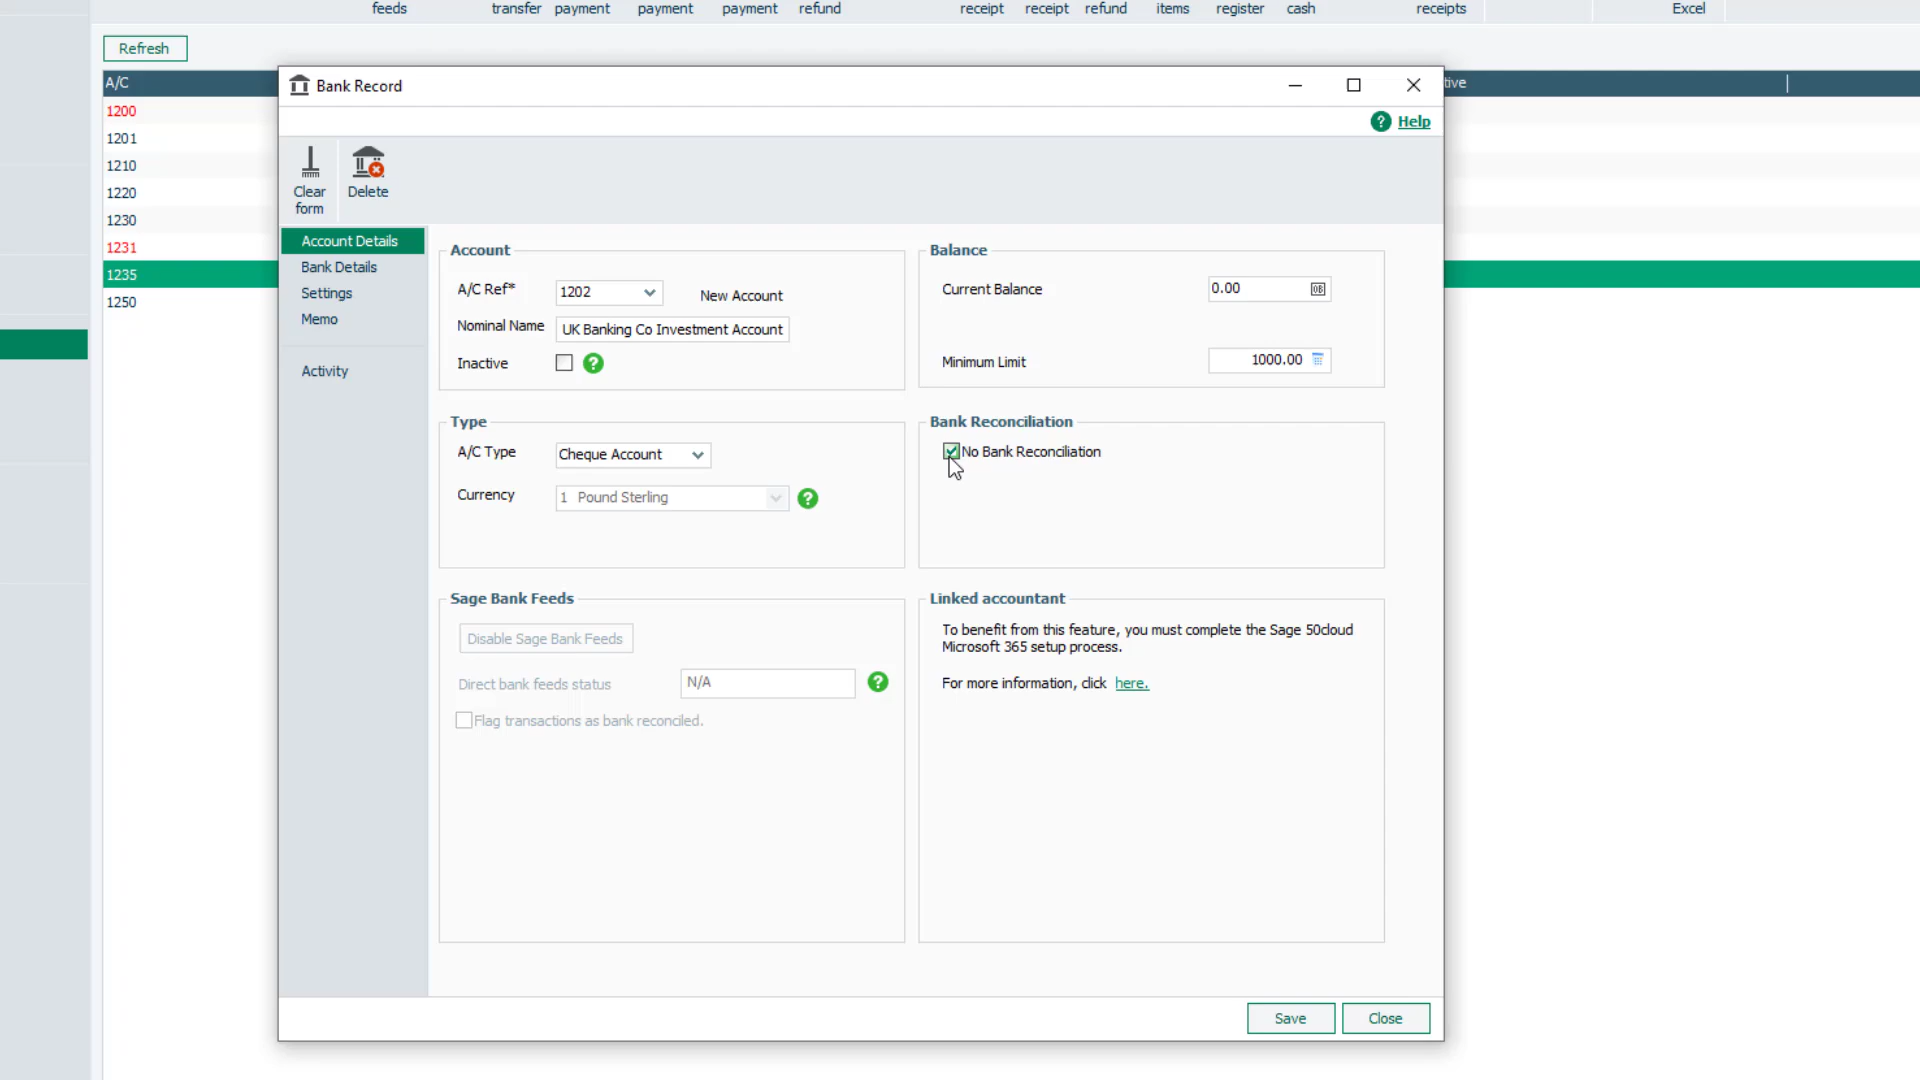 feeds transfer payment payment payment refund receipt receipt refund items register cash receipts Excel
Refresh
A/C
tive
1200
1201
1210
1220
1230
1231
1235
1250
Bank Record
Help
Clear form
Delete
Account Details
Bank Details
Settings
Memo
Activity
Account
A/C Ref*
1202
New Account
Nominal Name
UK Banking Co Investment Account
Inactive
Balance
Current Balance
0.00
Minimum Limit
1000.00
Type
A/C Type
Cheque Account
Currency
1 Pound Sterling
Bank Reconciliation
No Bank Reconciliation
Sage Bank Feeds
Disable Sage Bank Feeds
Direct bank feeds status
N/A
Flag transactions as bank reconciled.
Linked accountant
To benefit from this feature, you must complete the Sage 50cloud
Microsoft 365 setup process.
For more information, click here.
Save
Close